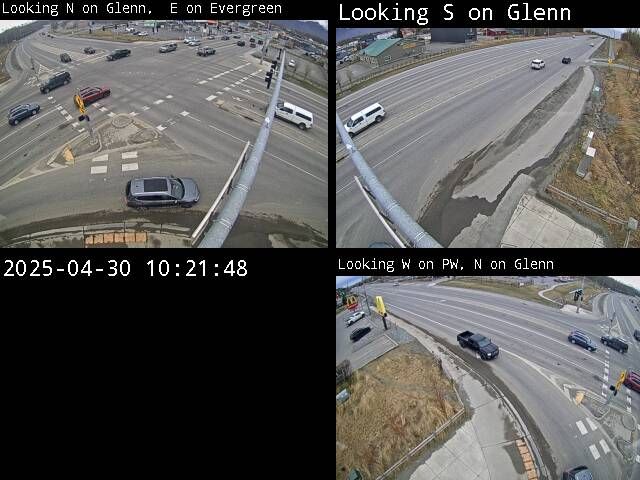 Looking N on Glenn,  E on Evergreen
Looking S on Glenn
2025-04-30 10:21:48
Looking W on PW, N on Glenn